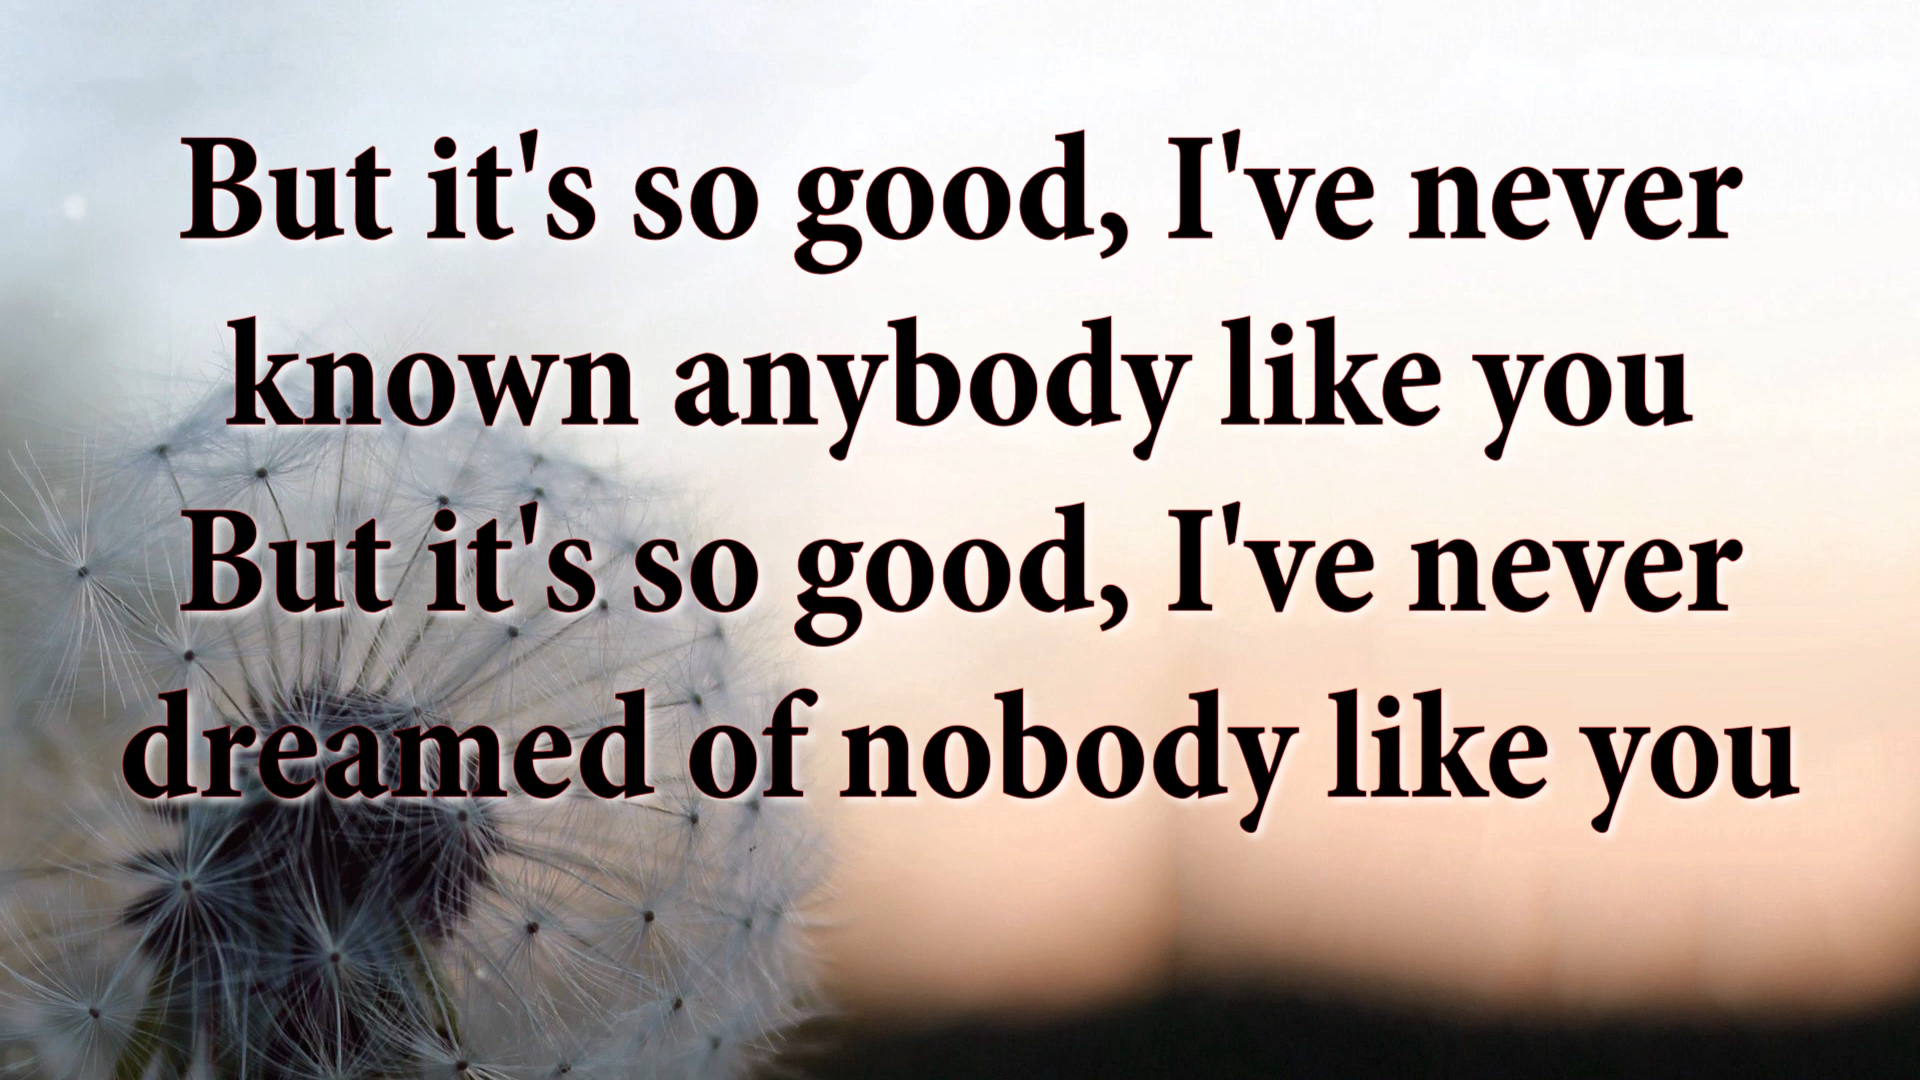 But it's so good, I've never
known anybody like you
But it's so good, I've never
dreamed of nobody like you